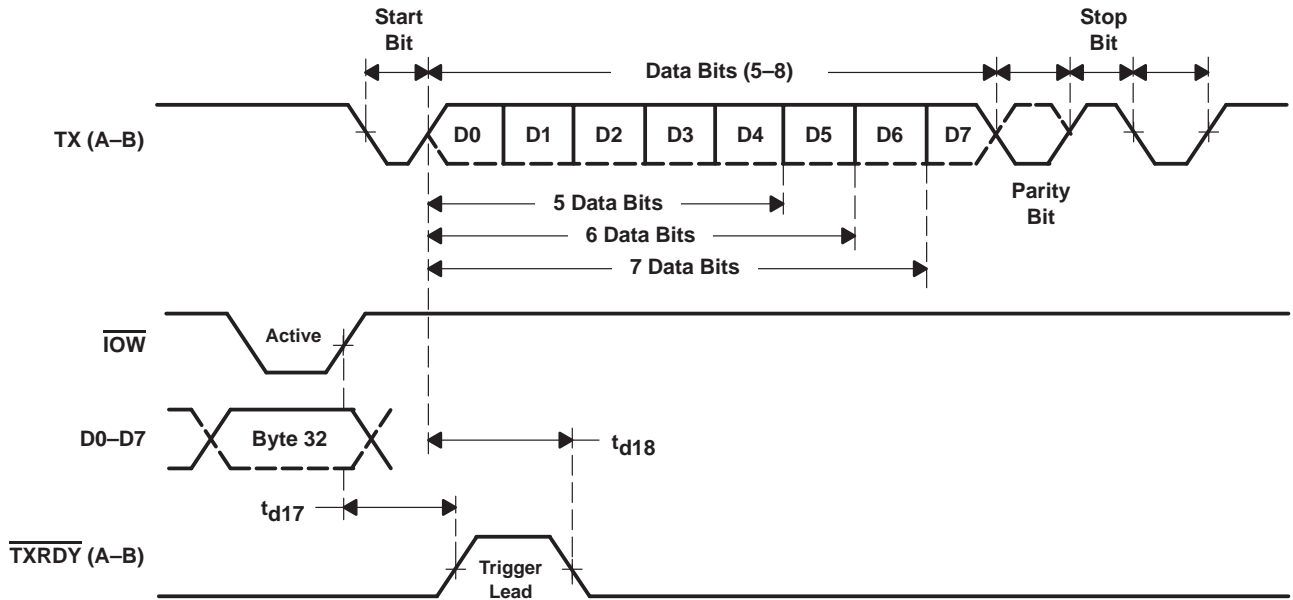 Start
Bit
Stop
Bit
Data Bits (5–8)
TX (A–B)
D0 D1 D2 D3 D4 D5 D6 D7
Parity
Bit
5 Data Bits
6 Data Bits
7 Data Bits
IOW
Active
D0–D7
Byte 32
td18
td17
TXRDY (A–B)
Trigger
Lead